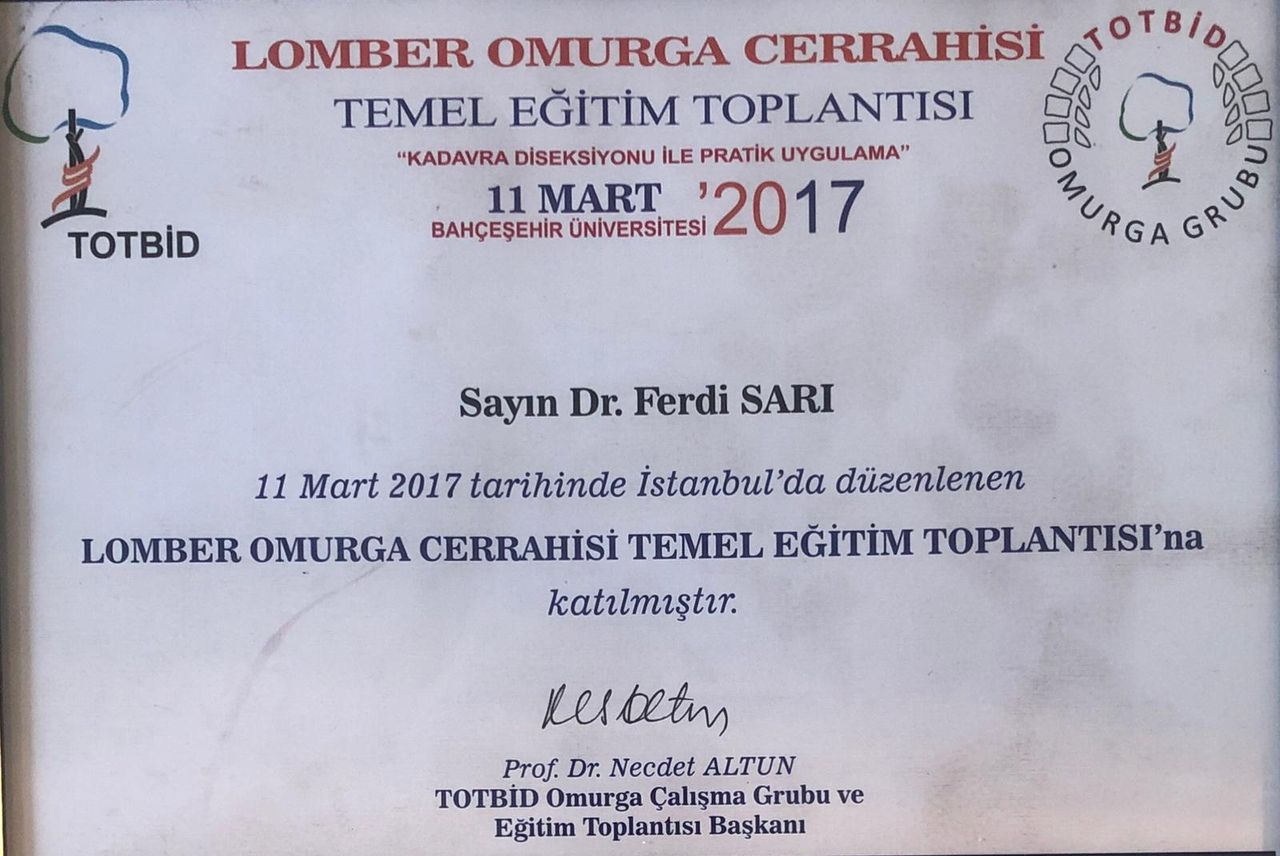 LOMBER OMURGA CERRAHİSİ
TEMEL EĞİTİM TOPLANTISI
“KADAVRA DİSEKSİYONU İLE PRATİK UYGULAMA”
11 MART ’2017
BAHÇEŞEHİR ÜNİVERSİTESİ
TOTBİD
TOTBİD
OMURGA GRUBU
Sayın Dr. Ferdi SARI
11 Mart 2017 tarihinde İstanbul’da düzenlenen
LOMBER OMURGA CERRAHİSİ TEMEL EĞİTİM TOPLANTISI’na
katılmıştır.
Prof. Dr. Necdet ALTUN
TOTBİD Omurga Çalışma Grubu ve
Eğitim Toplantısı Başkanı